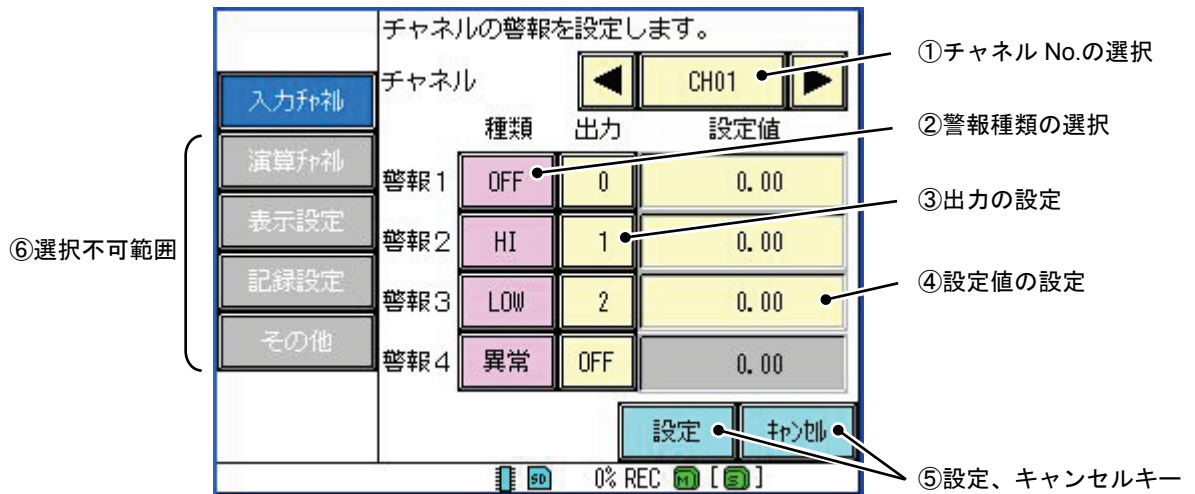 チャネルの警報を設定します。
チャネル
CH01
入力ﾁｬﾈﾙ
演算ﾁｬﾈﾙ
表示設定
記録設定
その他
種類 出力 設定値
警報1 OFF 0 0.00
警報2 HI 1 0.00
警報3 LOW 2 0.00
警報4 異常 OFF 0.00
設定 ｷｬﾝｾﾙ
SD 0% REC M [S]
①チャネル No.の選択
②警報種類の選択
③出力の設定
④設定値の設定
⑤設定、キャンセルキー
⑥選択不可範囲